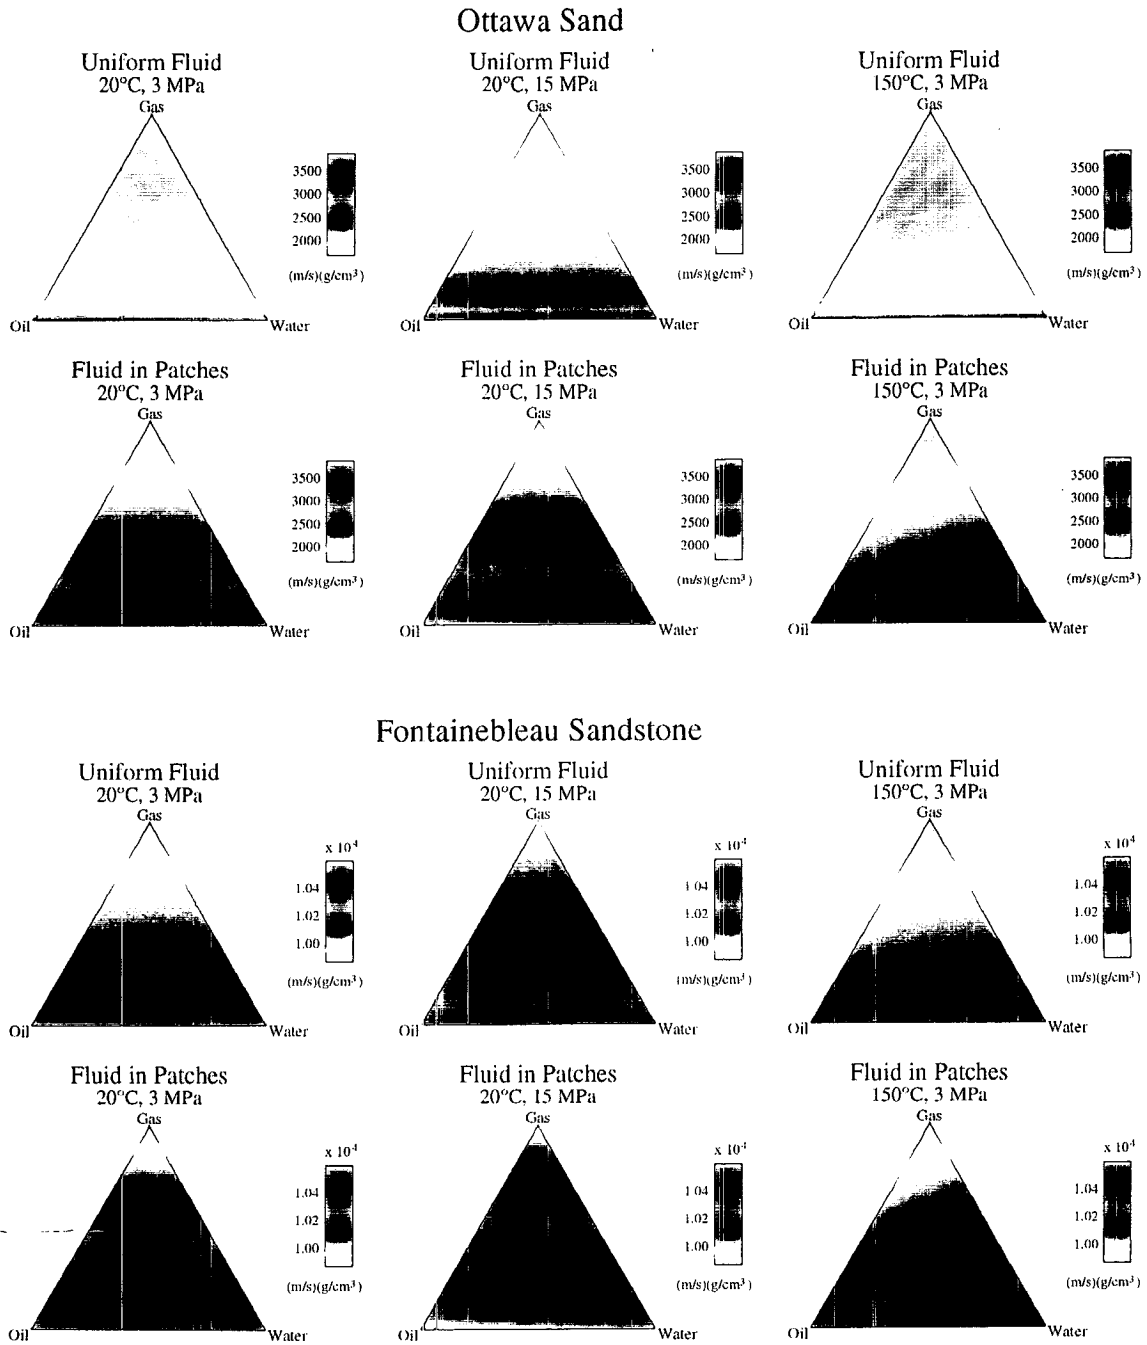 Ottawa Sand
Uniform Fluid
20°C, 3 MPa
Gas
3500
3000
2500
2000
(m/s)(g/cm³)
Oil
Water
Uniform Fluid
20°C, 15 MPa
Gas
3500
3000
2500
2000
(m/s)(g/cm³)
Oil
Water
Uniform Fluid
150°C, 3 MPa
Gas
3500
3000
2500
2000
(m/s)(g/cm³)
Oil
Water
Fluid in Patches
20°C, 3 MPa
Gas
3500
3000
2500
2000
(m/s)(g/cm³)
Oil
Water
Fluid in Patches
20°C, 15 MPa
Gas
3500
3000
2500
2000
(m/s)(g/cm³)
Oil
Water
Fluid in Patches
150°C, 3 MPa
Gas
3500
3000
2500
2000
(m/s)(g/cm³)
Oil
Water
Fontainebleau Sandstone
Uniform Fluid
20°C, 3 MPa
Gas
x 10⁴
1.04
1.02
1.00
(m/s)(g/cm³)
Oil
Water
Uniform Fluid
20°C, 15 MPa
Gas
x 10⁴
1.04
1.02
1.00
(m/s)(g/cm³)
Oil
Water
Uniform Fluid
150°C, 3 MPa
Gas
x 10⁴
1.04
1.02
1.00
(m/s)(g/cm³)
Oil
Water
Fluid in Patches
20°C, 3 MPa
Gas
x 10⁴
1.04
1.02
1.00
(m/s)(g/cm³)
Oil
Water
Fluid in Patches
20°C, 15 MPa
Gas
x 10⁴
1.04
1.02
1.00
(m/s)(g/cm³)
Oil
Water
Fluid in Patches
150°C, 3 MPa
Gas
x 10⁴
1.04
1.02
1.00
(m/s)(g/cm³)
Oil
Water